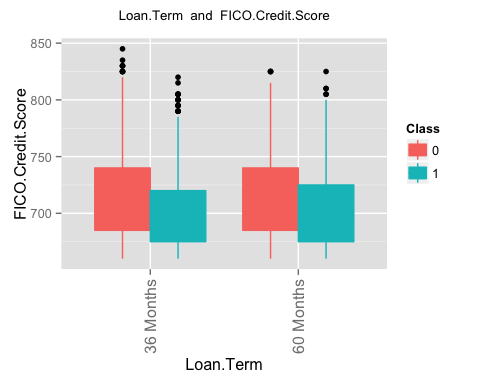 Loan.Term and FICO.Credit.Score
850
800
750
700
FICO.Credit.Score
36 Months
60 Months
Loan.Term
Class
0
1